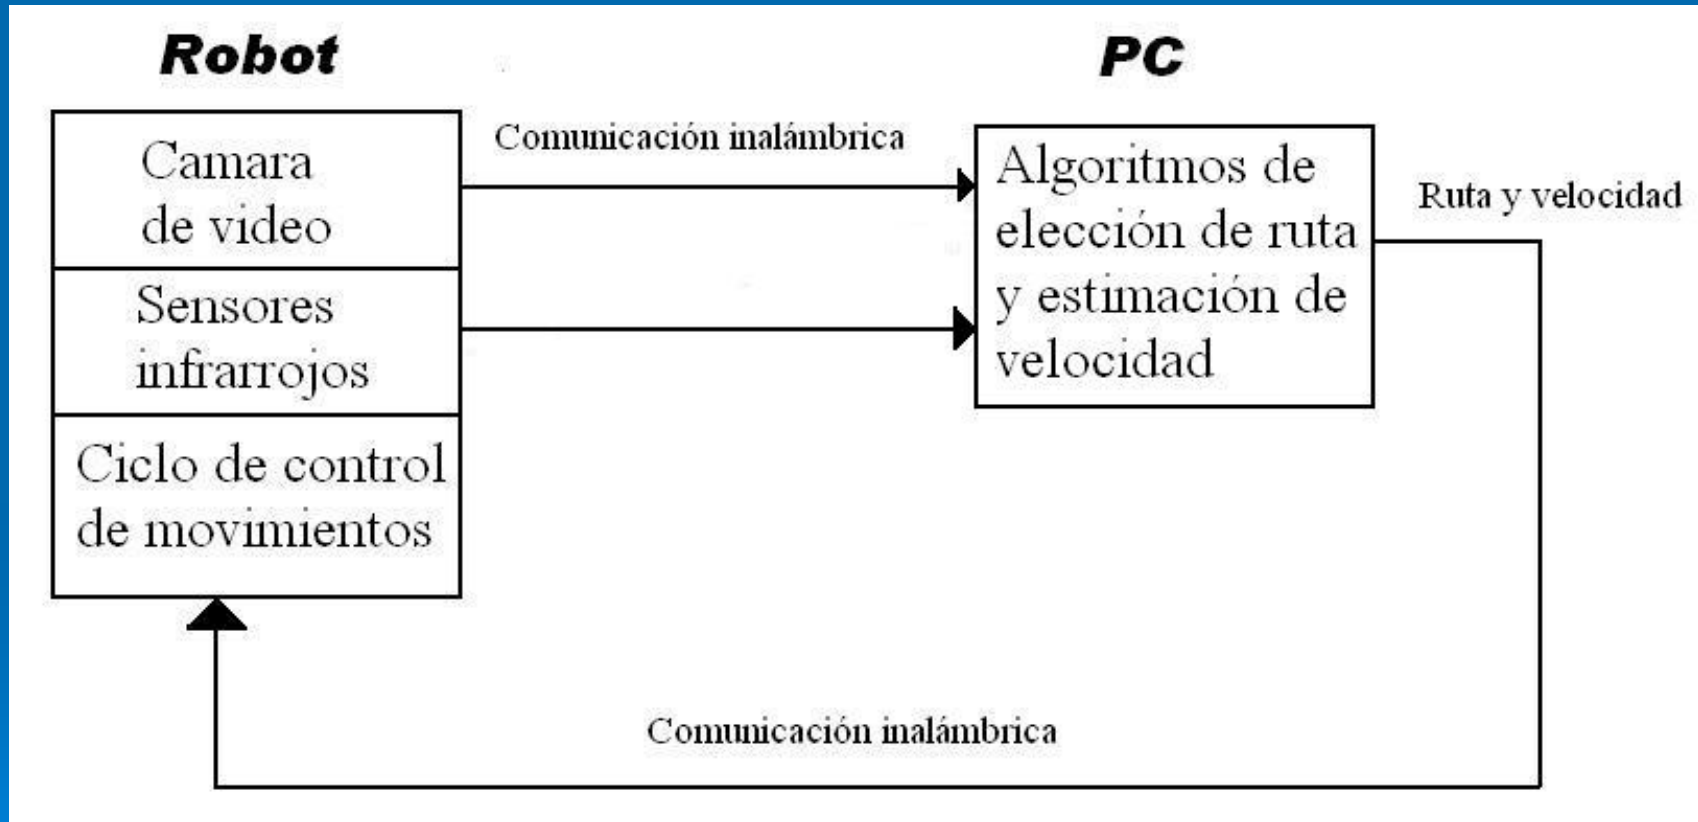 Robot
PC
Camara
de video
Sensores
infrarrojos
Ciclo de control
de movimientos
Comunicación inalámbrica
Algoritmos de
elección de ruta
y estimación de
velocidad
Ruta y velocidad
Comunicación inalámbrica